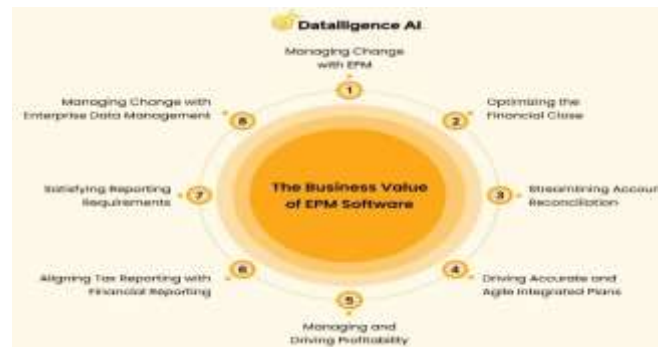 Datalligence AI
Managing Change
with EPM
1
Optimizing the
Financial Close
2
Streamlining Accoun
Reconciliation
3
Driving Accurate and
Agile Integrated Plans
4
Managing and
Driving Profitability
5
Aligning Tax Reporting with
Financial Reporting
6
Satisfying Reporting
Requirements
7
Managing Change with
Enterprise Data Management
8
The Business Value
of EPM Software